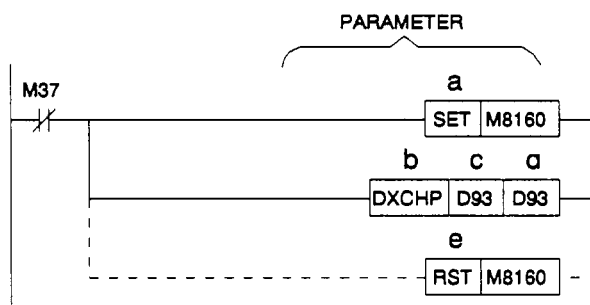 PARAMETER
M37
a
SET M8160
b c a
DXCHP D93 D93
e
RST M8160